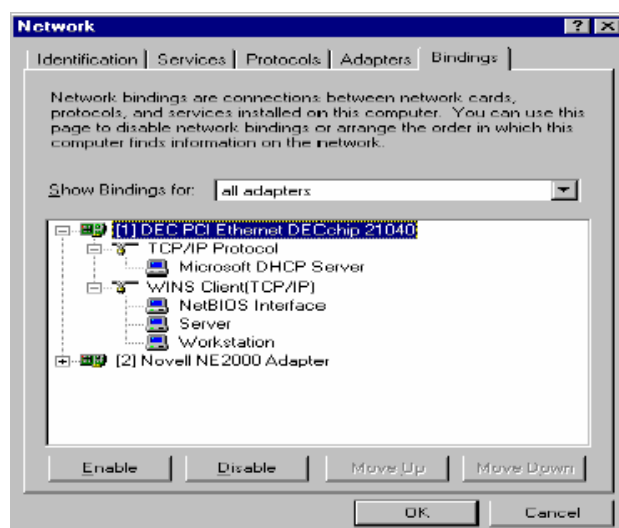 Network
Identification Services Protocols Adapters Bindings
Network bindings are connections between network cards,
protocols, and services installed on this computer. You can use this
page to disable network bindings or arrange the order in which this
computer finds information on the network.
Show Bindings for: all adapters
[1] DEC PCI Ethernet DECchip 21040
TCP/IP Protocol
Microsoft DHCP Server
WINS Client(TCP/IP)
NetBIOS Interface
Server
Workstation
[2] Novell NE2000 Adapter
Enable Disable Move Up Move Down
OK Cancel